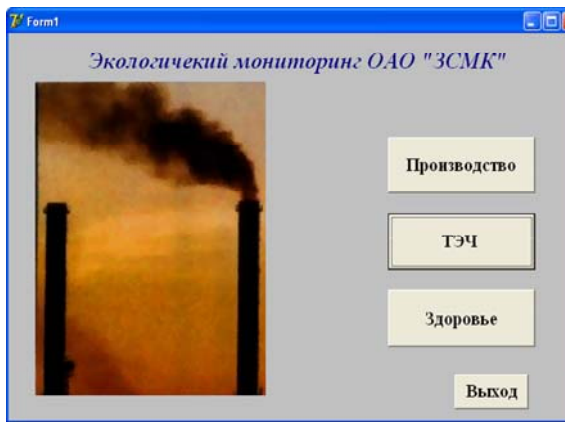 Form1
Экологичекий мониторинг ОАО "ЗСМК"
Производство
ТЭЧ
Здоровье
Выход